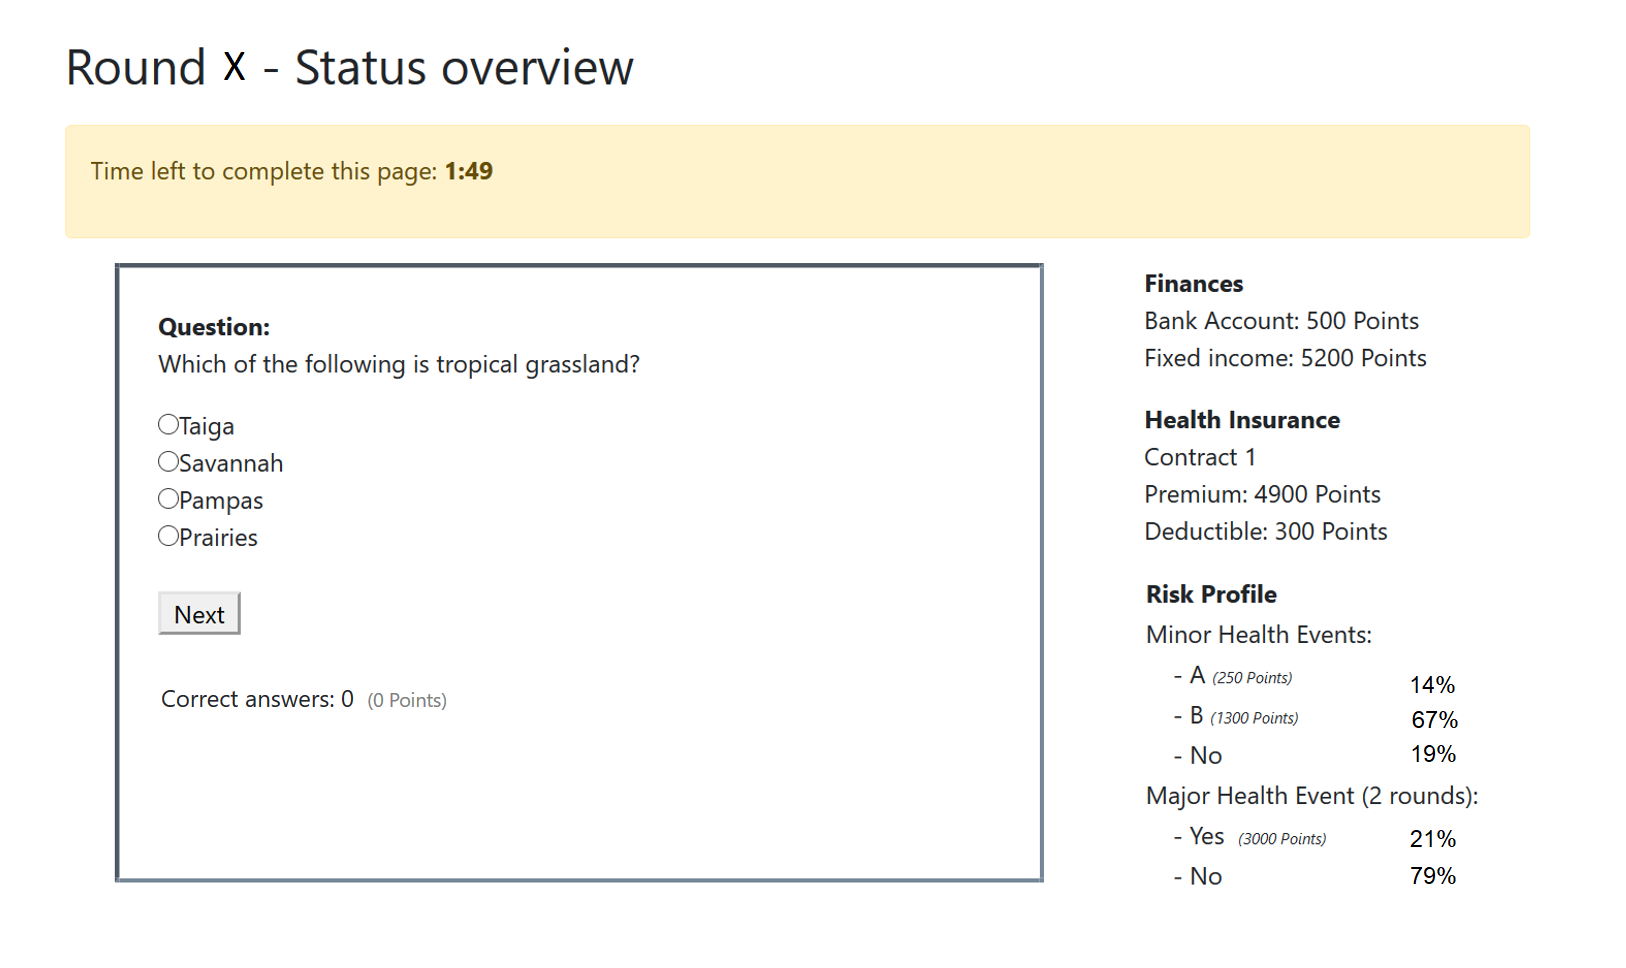 Round X - Status overview
Time left to complete this page: 1:49
Question:
Which of the following is tropical grassland?
Taiga
Savannah
Pampas
Prairies
Next
Correct answers: 0 (0 Points)
Finances
Bank Account: 500 Points
Fixed income: 5200 Points
Health Insurance
Contract 1
Premium: 4900 Points
Deductible: 300 Points
Risk Profile
Minor Health Events:
- A (250 Points) 14%
- B (1300 Points) 67%
- No 19%
Major Health Event (2 rounds):
- Yes (3000 Points) 21%
- No 79%